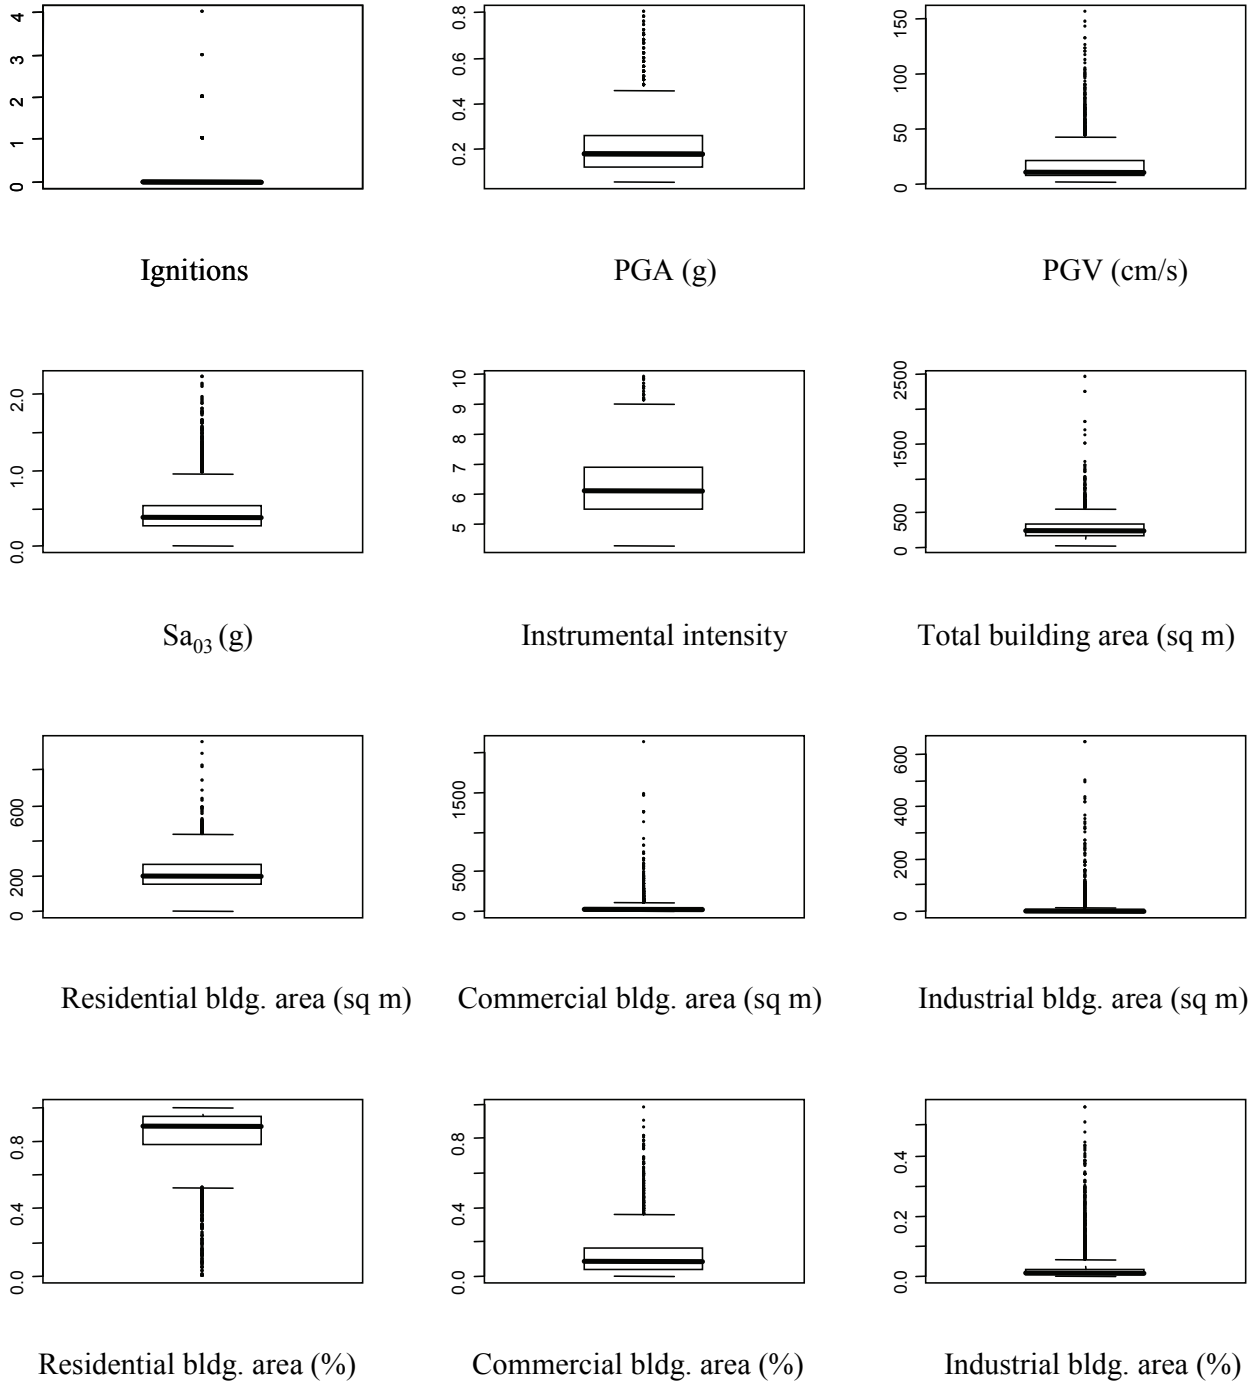 0 1 2 3 4
Ignitions
0.2 0.4 0.6 0.8
PGA (g)
0 50 100 150
PGV (cm/s)
0.0 1.0 2.0
Sa03 (g)
5 6 7 8 9 10
Instrumental intensity
0 500 1500 2500
Total building area (sq m)
0 200 600
Residential bldg. area (sq m)
0 500 1500
Commercial bldg. area (sq m)
0 200 400 600
Industrial bldg. area (sq m)
0.0 0.4 0.8
Residential bldg. area (%)
0.0 0.4 0.8
Commercial bldg. area (%)
0.0 0.2 0.4
Industrial bldg. area (%)